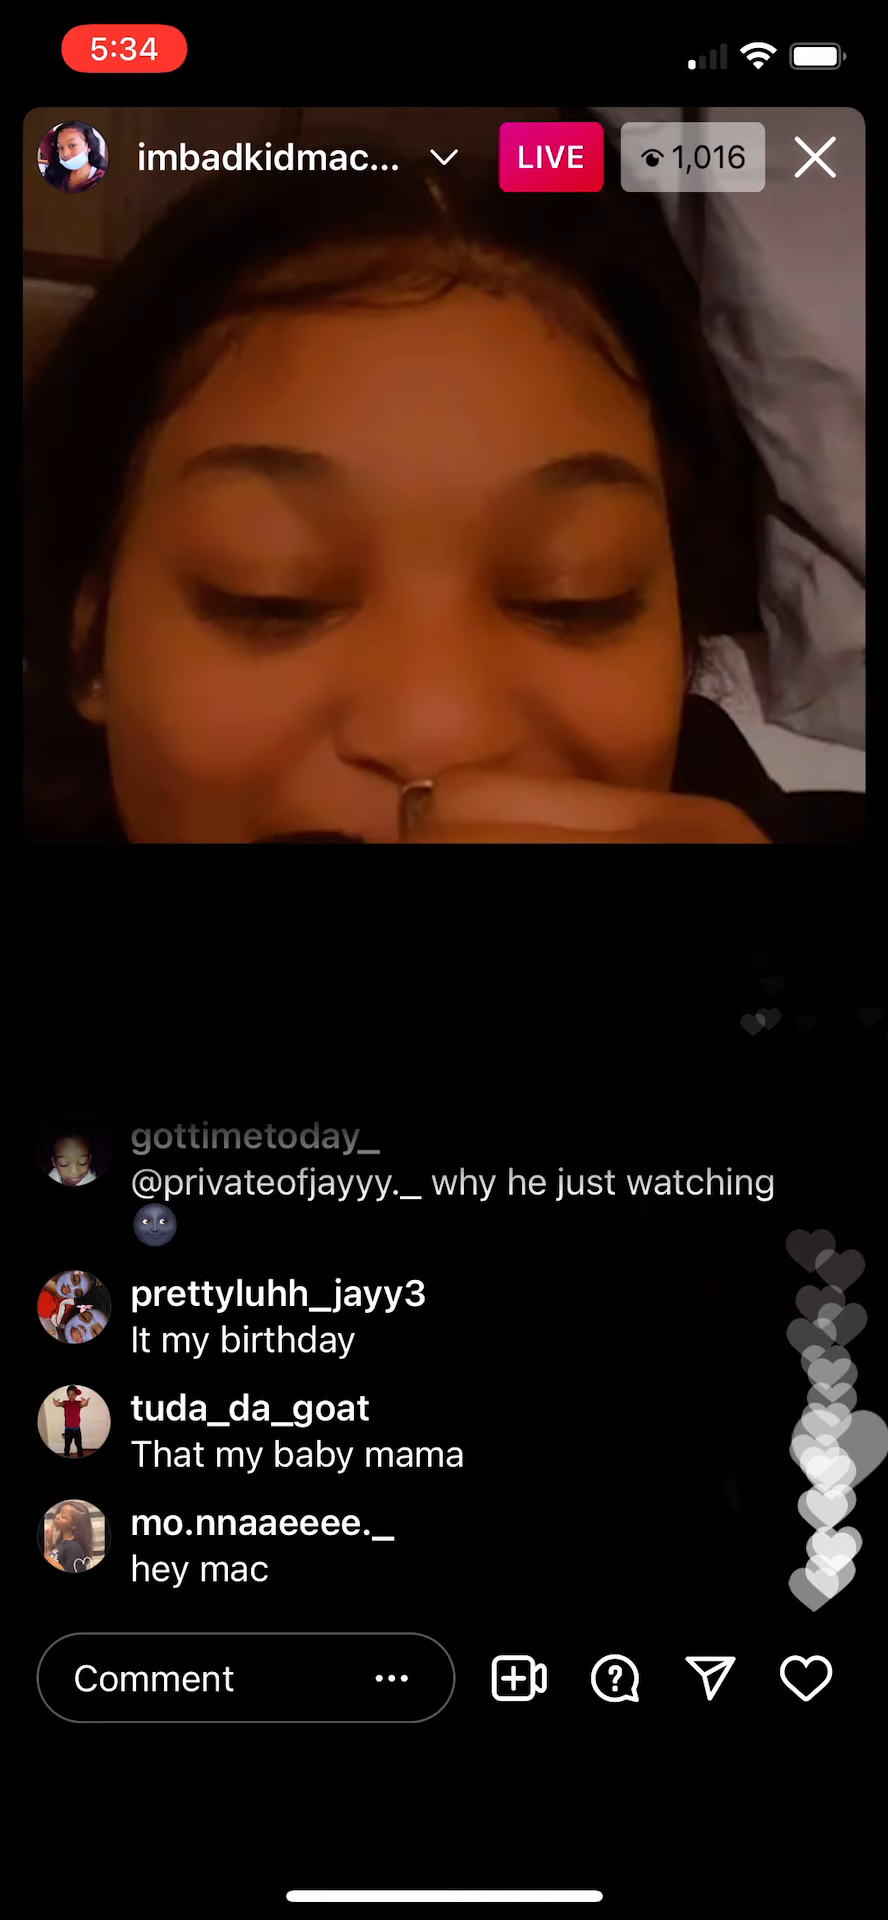 5:34
imbadkidmac...
LIVE
1,016
gottimetoday_
@privateofjayyy._ why he just watching
🌚
prettyluhh_jayy3
It my birthday
tuda_da_goat
That my baby mama
mo.nnaaeeee._
hey mac
Comment